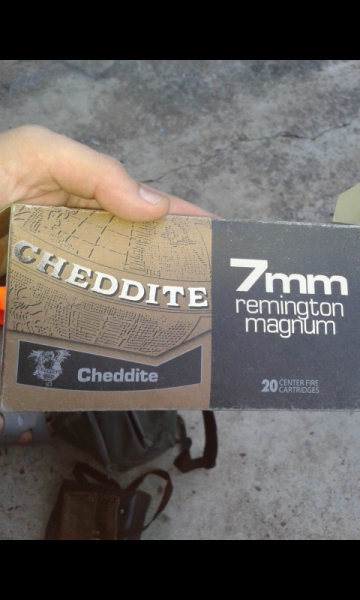 CHEDDITE
Cheddite
7mm
remington
magnum
20 CENTER FIRE
CARTRIDGES